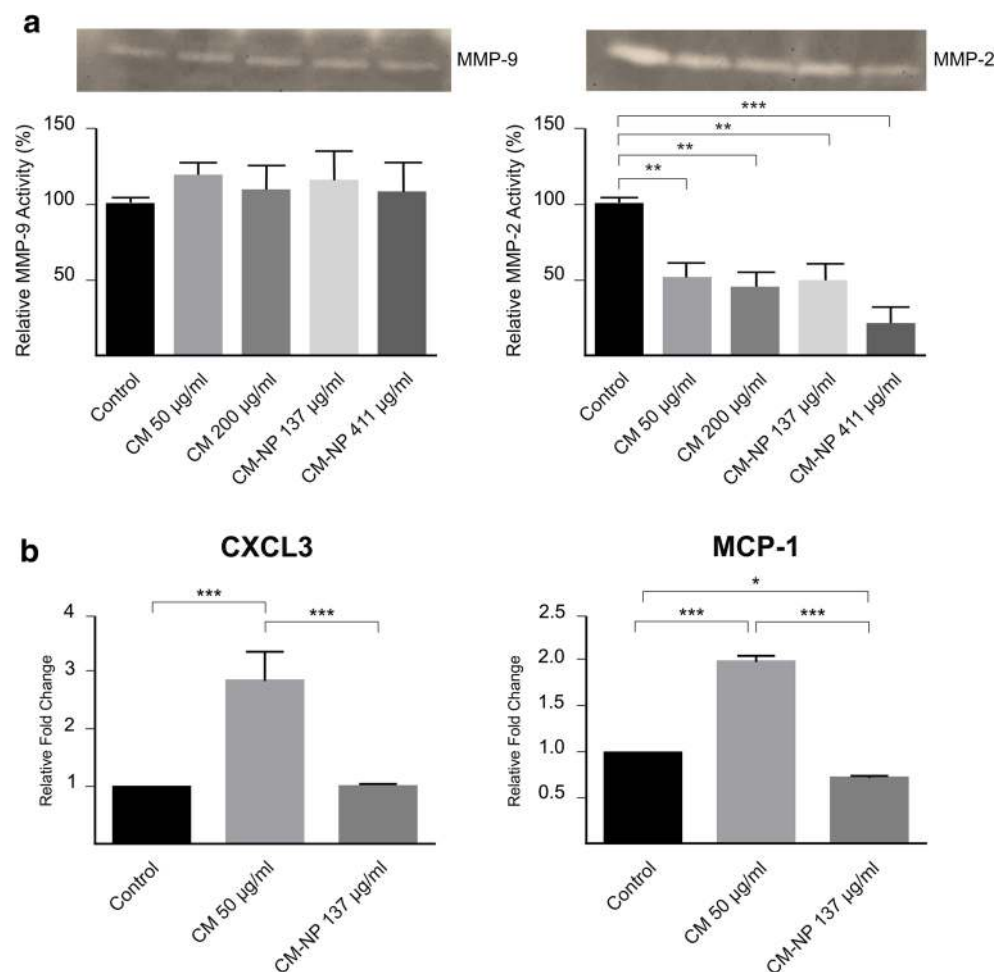 a
MMP-9
MMP-2
Relative MMP-9 Activity (%)
150
100
50
Control
CM 50 µg/ml
CM 200 µg/ml
CM-NP 137 µg/ml
CM-NP 411 µg/ml
Relative MMP-2 Activity (%)
150
100
50
***
**
**
**
Control
CM 50 µg/ml
CM 200 µg/ml
CM-NP 137 µg/ml
CM-NP 411 µg/ml
b
CXCL3
Relative Fold Change
4
3
2
1
***
***
Control
CM 50 µg/ml
CM-NP 137 µg/ml
MCP-1
Relative Fold Change
2.5
2.0
1.5
1.0
0.5
*
***
***
Control
CM 50 µg/ml
CM-NP 137 µg/ml